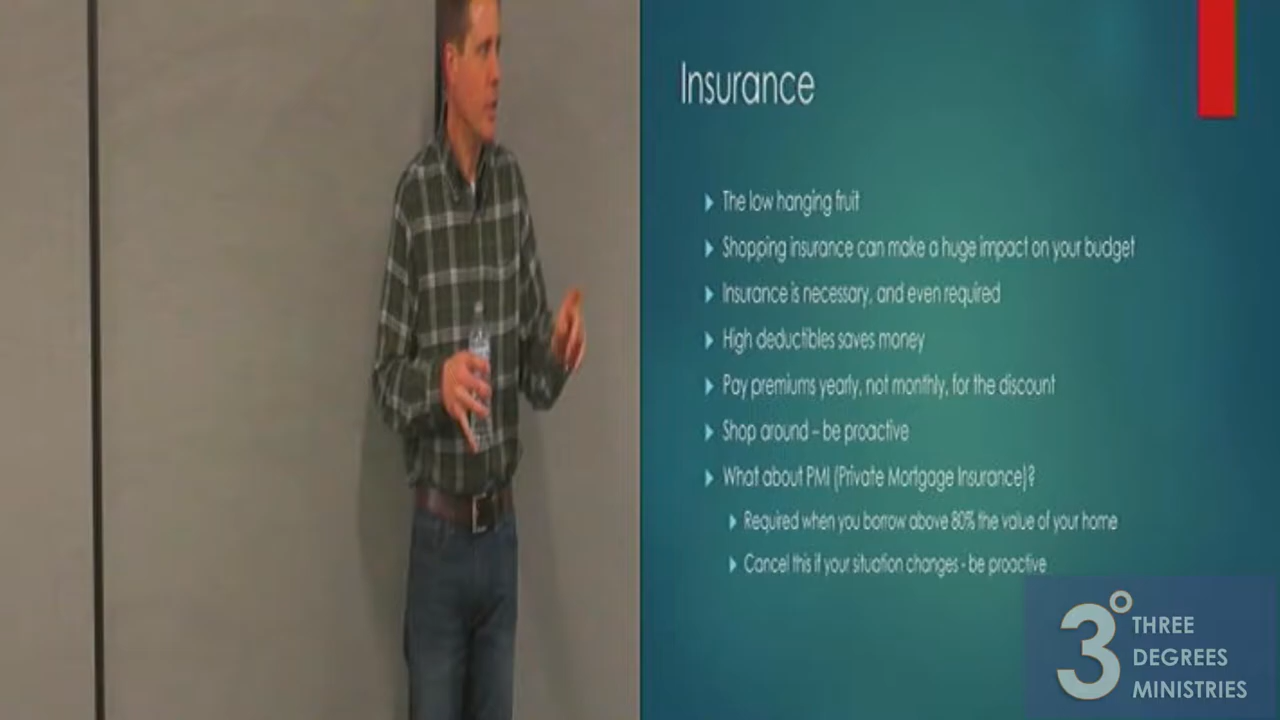 Insurance
The low hanging fruit
Shopping insurance can make a huge impact on your budget
Insurance is necessary, and even required
High deductibles saves money
Pay premiums yearly, not monthly, for the discount
Shop around – be proactive
What about PMI (Private Mortgage Insurance)?
Required when you borrow above 80% the value of your home
Cancel this if your situation changes - be proactive
3°
THREE
DEGREES
MINISTRIES